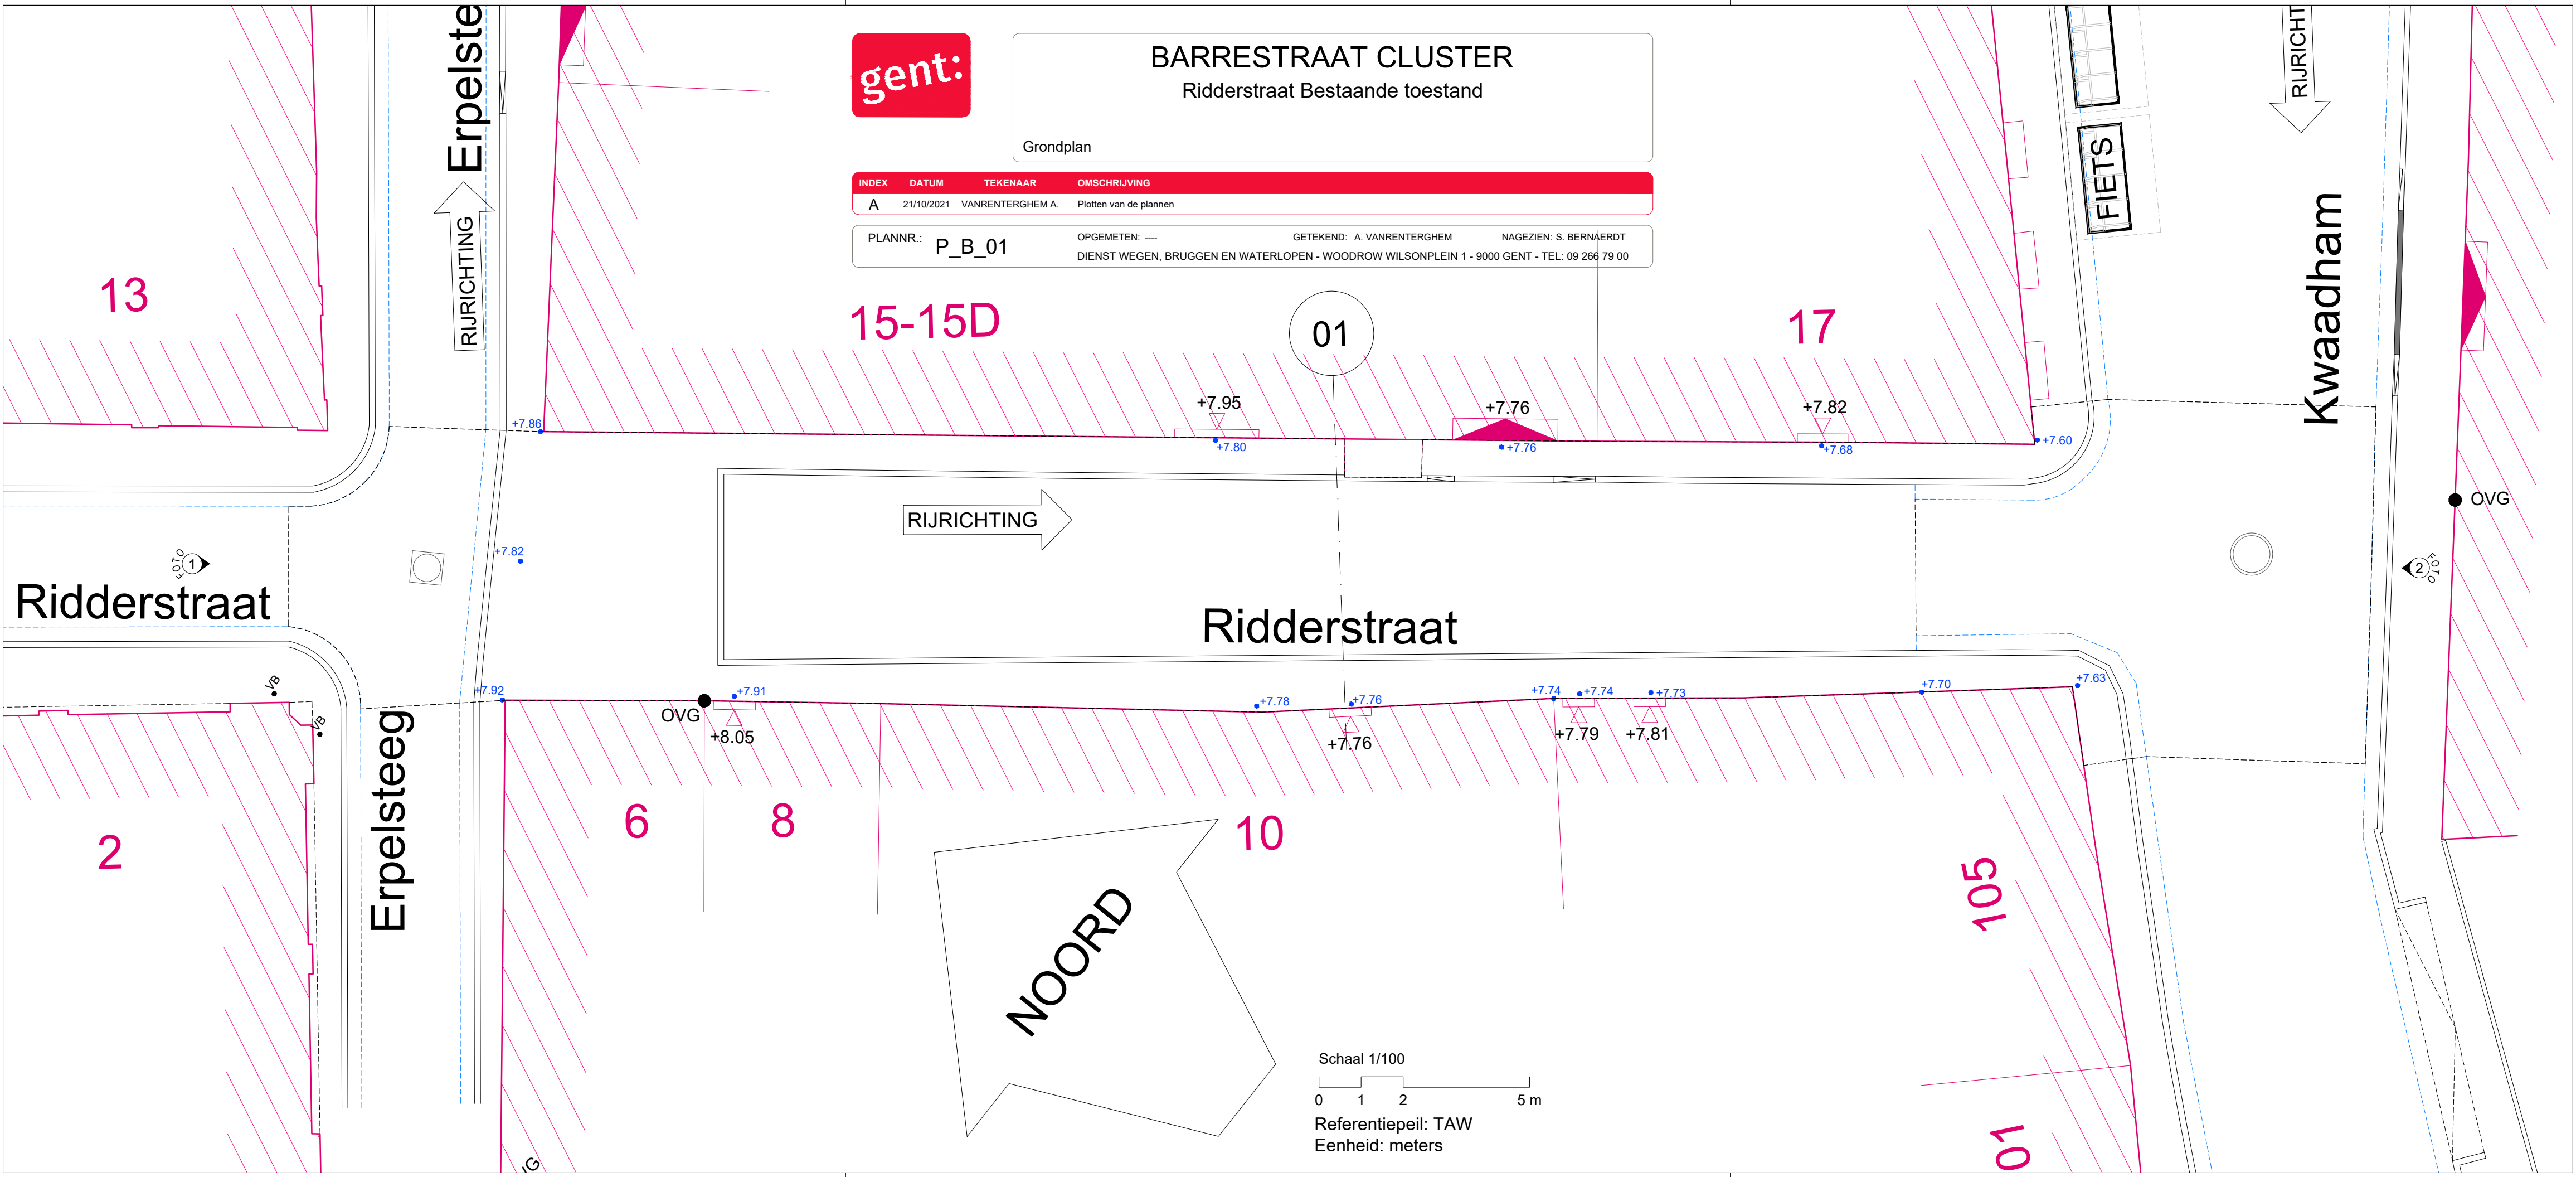 gent:
BARRESTRAAT CLUSTER
Ridderstraat Bestaande toestand
Grondplan
INDEX DATUM TEKENAAR OMSCHRIJVING
A 21/10/2021 VANRENTERGHEM A. Plotten van de plannen
PLANNR.: P_B_01
OPGEMETEN: ---- GETEKEND: A. VANRENTERGHEM NAGEZIEN: S. BERNAERDT
DIENST WEGEN, BRUGGEN EN WATERLOPEN - WOODROW WILSONPLEIN 1 - 9000 GENT - TEL: 09 266 79 00
Erpelste
RIJRICHTING
RIJRICHT
FIETS
Kwaadham
13
15-15D
01
17
+7.95
+7.76
+7.82
+7.86
+7.80
+7.76
+7.68
+7.60
OVG
RIJRICHTING
+7.82
FOTO
1
2
FOTO
Ridderstraat
Ridderstraat
VB
VB
+7.92
+7.91
+7.78
+7.76
+7.74
+7.74
+7.73
+7.70
+7.63
OVG
+8.05
+7.76
+7.79
+7.81
Erpelsteeg
2
6
8
10
105
NOORD
Schaal 1/100
0 1 2 5 m
Referentiepeil: TAW
Eenheid: meters
01